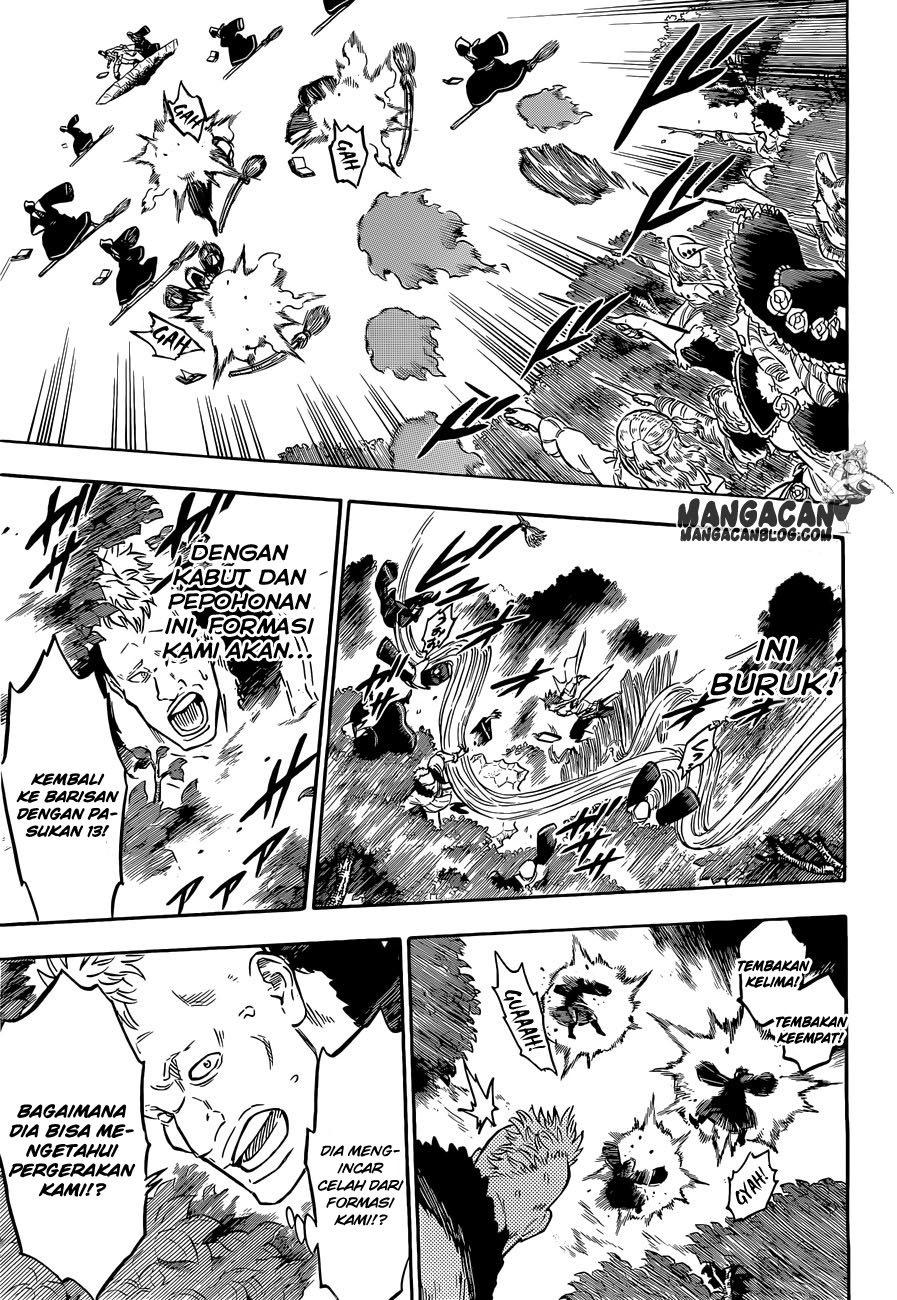 GAH
GAH
GAH
MANGACAN
MANGACANBLOG.COM
INI
BURUK!
DENGAN
KABUT DAN
PEPOHONAN
INI, FORMASI
KAMI AKAN...
KEMBALI
KE BARISAN
DENGAN PA-
SUKAN 13!
TEMBAKAN
KELIMA!
TEMBAKAN
KEEMPAT!
GUAAAH!
GYAH!
DIA MENG-
INCAR
CELAH DARI
FORMASI
KAMI!?
BAGAIMANA
DIA BISA ME-
NGETAHUI
PERGERAKAN
KAMI!?